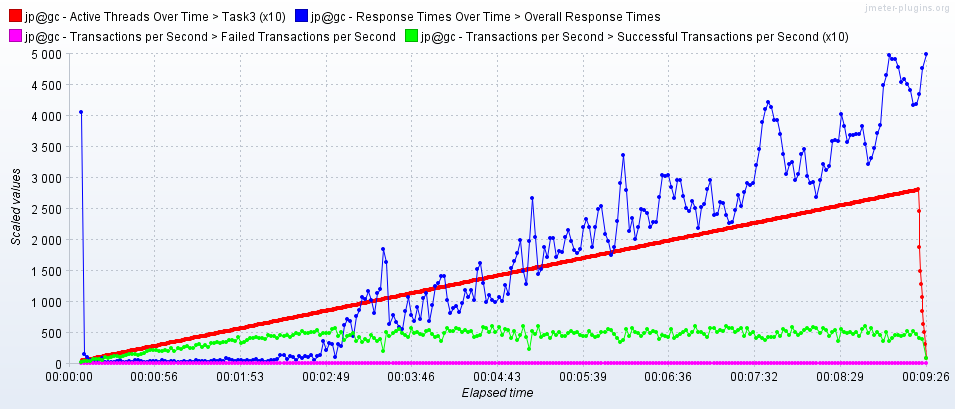 jmeter-plugins.org
jp@gc - Active Threads Over Time > Task3 (x10) jp@gc - Response Times Over Time > Overall Response Times
jp@gc - Transactions per Second > Failed Transactions per Second jp@gc - Transactions per Second > Successful Transactions per Second (x10)
5 000
4 500
4 000
3 500
3 000
2 500
2 000
1 500
1 000
500
0
Scaled values
00:00:00 00:00:56 00:01:53 00:02:49 00:03:46 00:04:43 00:05:39 00:06:36 00:07:32 00:08:29 00:09:26
Elapsed time